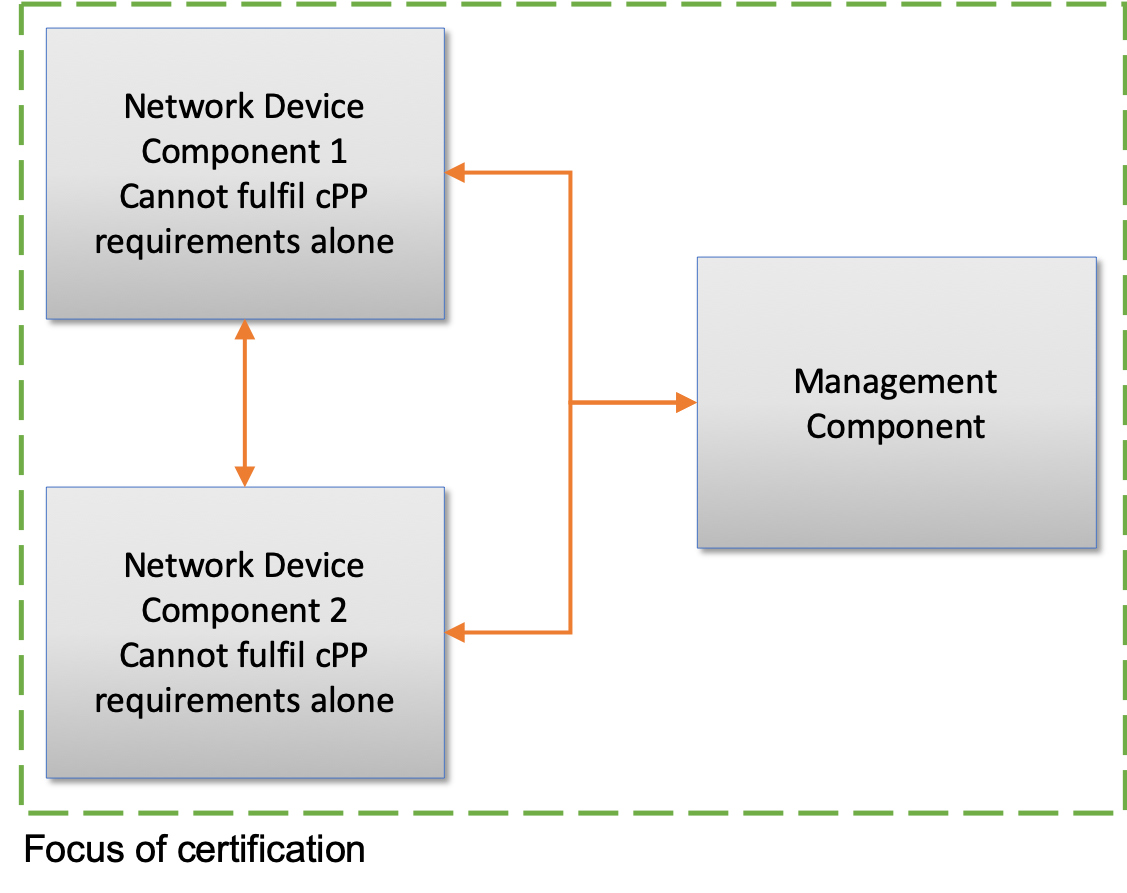 Network Device
Component 1
Cannot fulfil cPP
requirements alone
Management
Component
Network Device
Component 2
Cannot fulfil cPP
requirements alone
Focus of certification